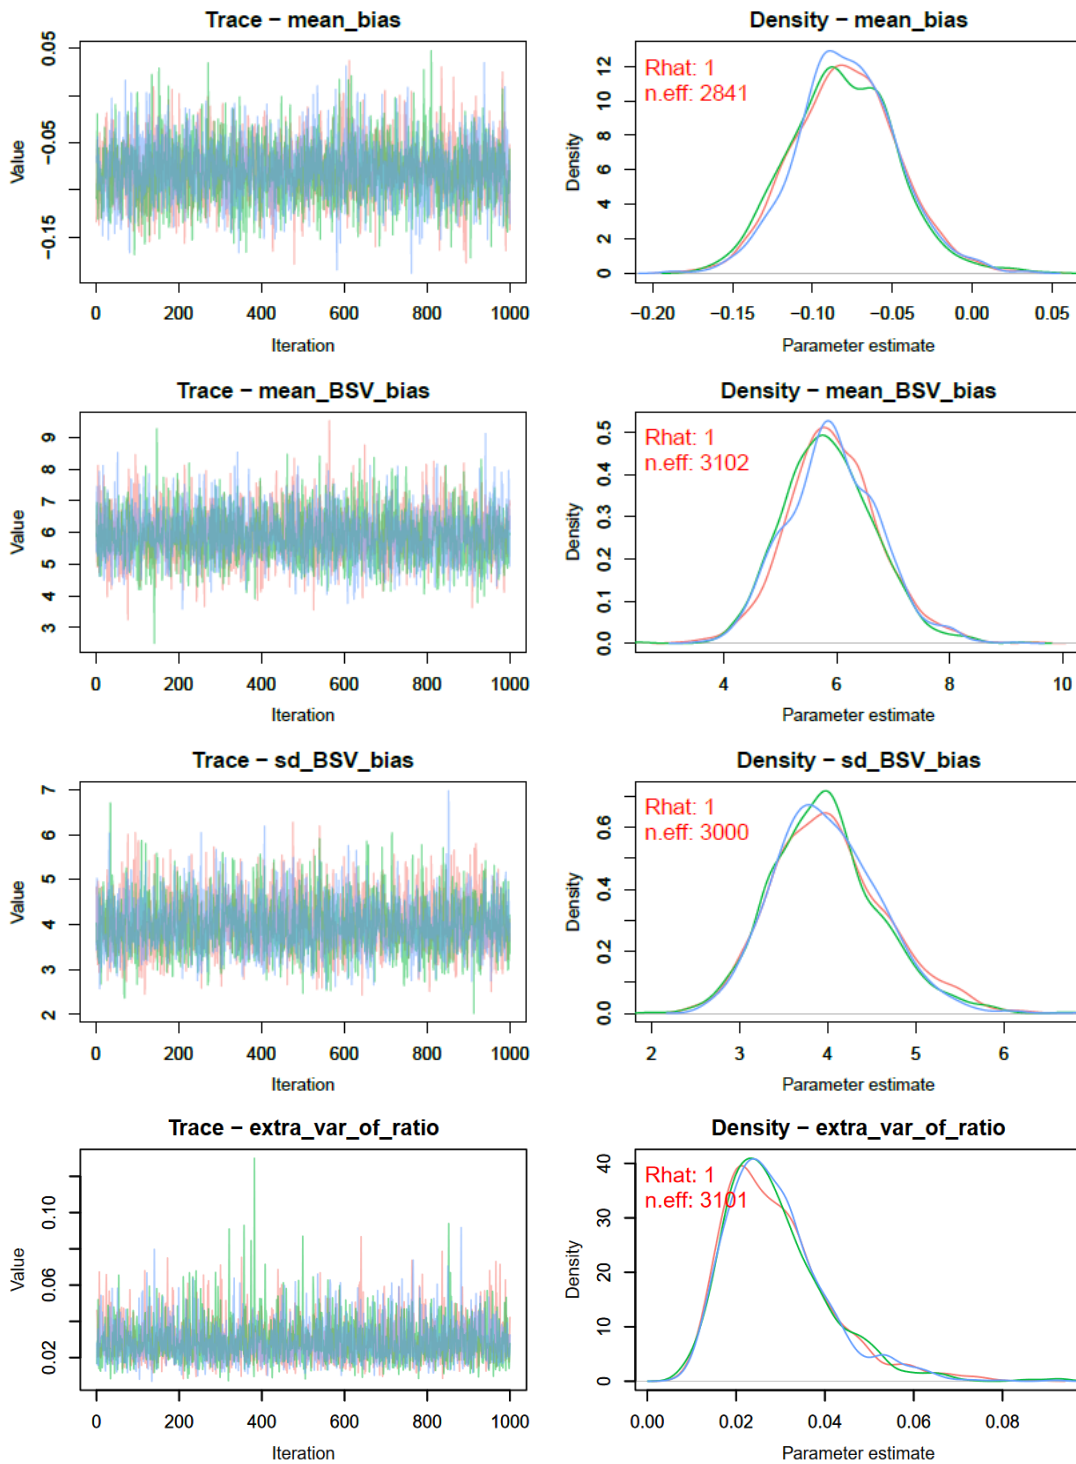 Trace − mean_bias
Value
0.05
−0.05
−0.15
0 200 400 600 800 1000
Iteration
Density − mean_bias
Rhat: 1
n.eff: 2841
Density
12
10
8
6
4
2
0
−0.20 −0.15 −0.10 −0.05 0.00 0.05
Parameter estimate
Trace − mean_BSV_bias
Value
9
8
7
6
5
4
3
0 200 400 600 800 1000
Iteration
Density − mean_BSV_bias
Rhat: 1
n.eff: 3102
Density
0.5
0.4
0.3
0.2
0.1
0.0
4 6 8 10
Parameter estimate
Trace − sd_BSV_bias
Value
7
6
5
4
3
2
0 200 400 600 800 1000
Iteration
Density − sd_BSV_bias
Rhat: 1
n.eff: 3000
Density
0.6
0.4
0.2
0.0
2 3 4 5 6
Parameter estimate
Trace − extra_var_of_ratio
Value
0.10
0.06
0.02
0 200 400 600 800 1000
Iteration
Density − extra_var_of_ratio
Rhat: 1
n.eff: 3101
Density
40
30
20
10
0
0.00 0.02 0.04 0.06 0.08
Parameter estimate